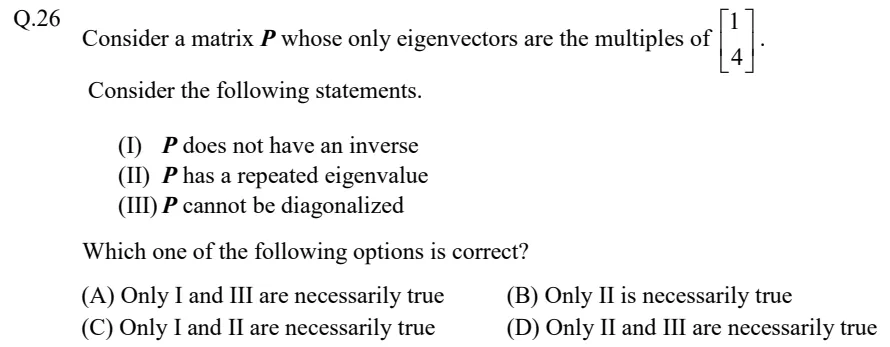 Q.26
Consider a matrix P whose only eigenvectors are the multiples of [1 4].
Consider the following statements.
(I) P does not have an inverse
(II) P has a repeated eigenvalue
(III) P cannot be diagonalized
Which one of the following options is correct?
(A) Only I and III are necessarily true (B) Only II is necessarily true
(C) Only I and II are necessarily true (D) Only II and III are necessarily true